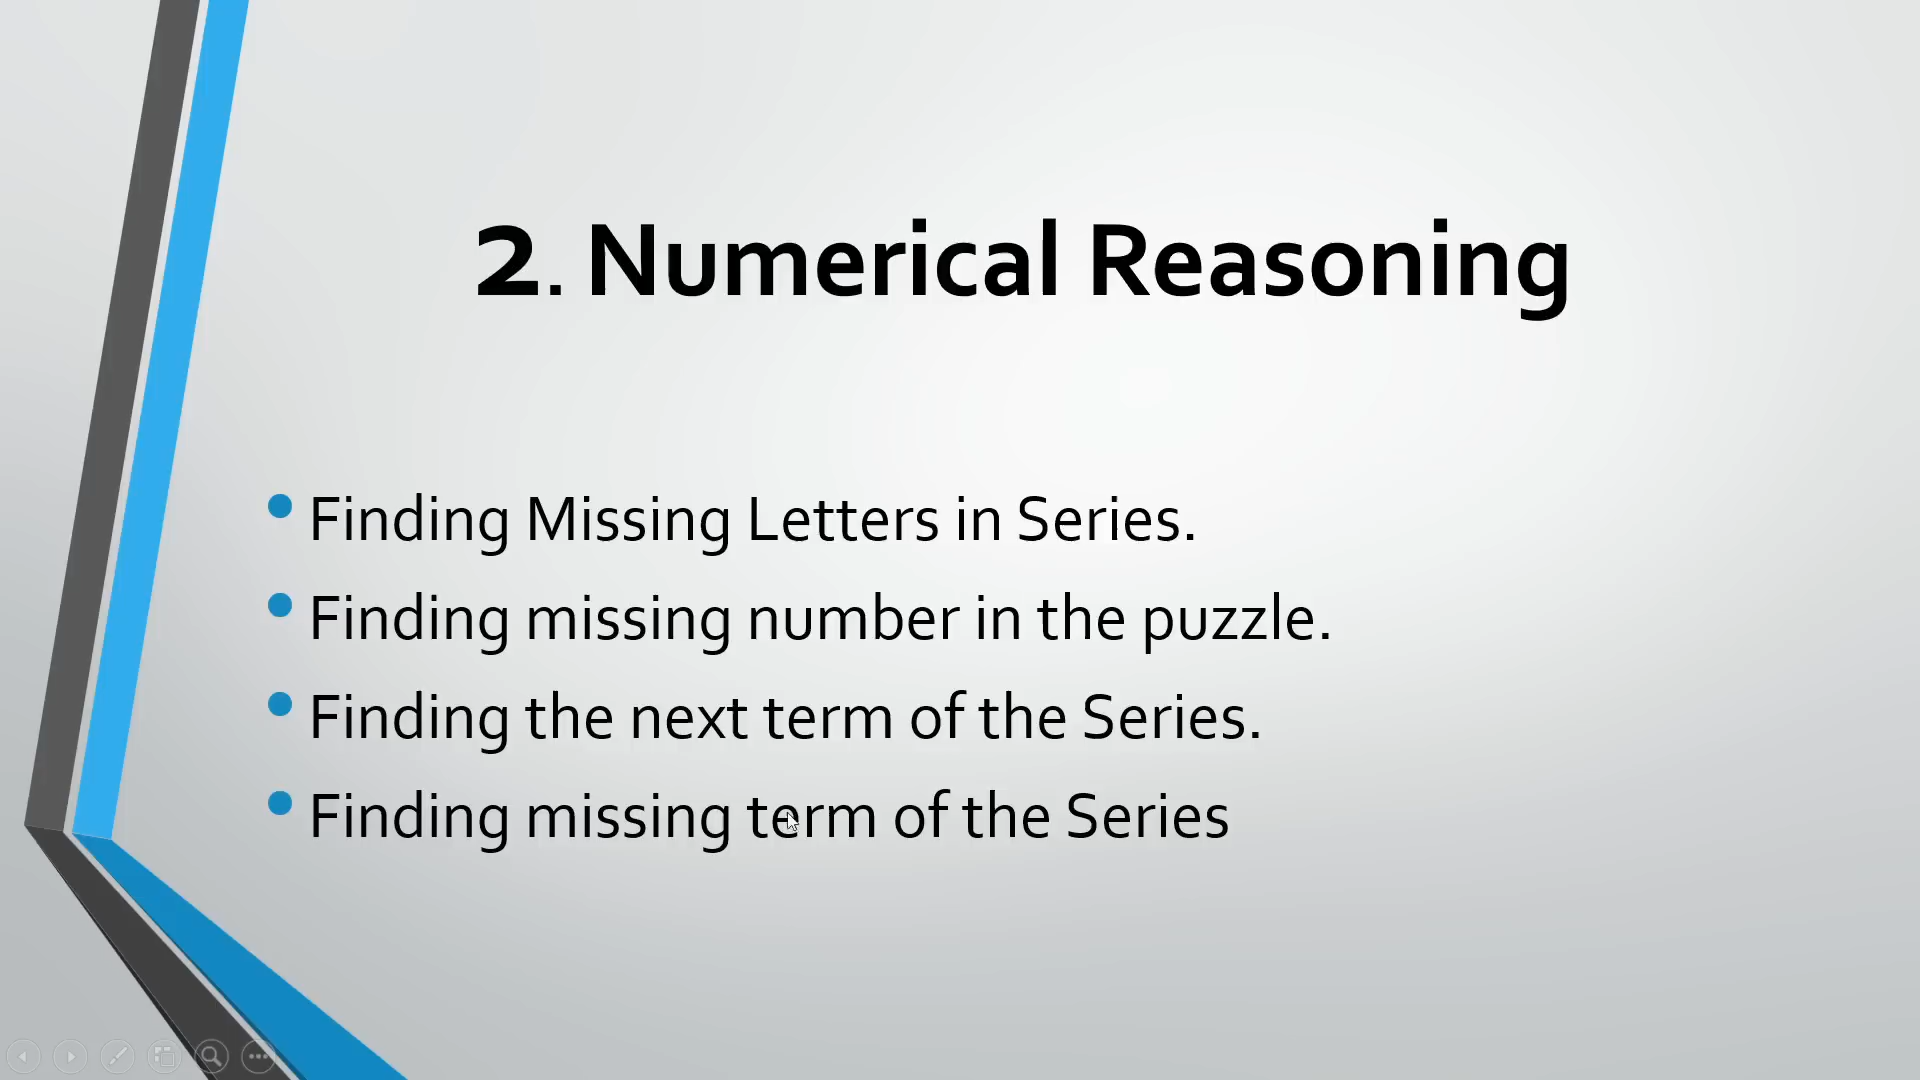 2. Numerical Reasoning
• Finding Missing Letters in Series.
• Finding missing number in the puzzle.
• Finding the next term of the Series.
• Finding missing term of the Series